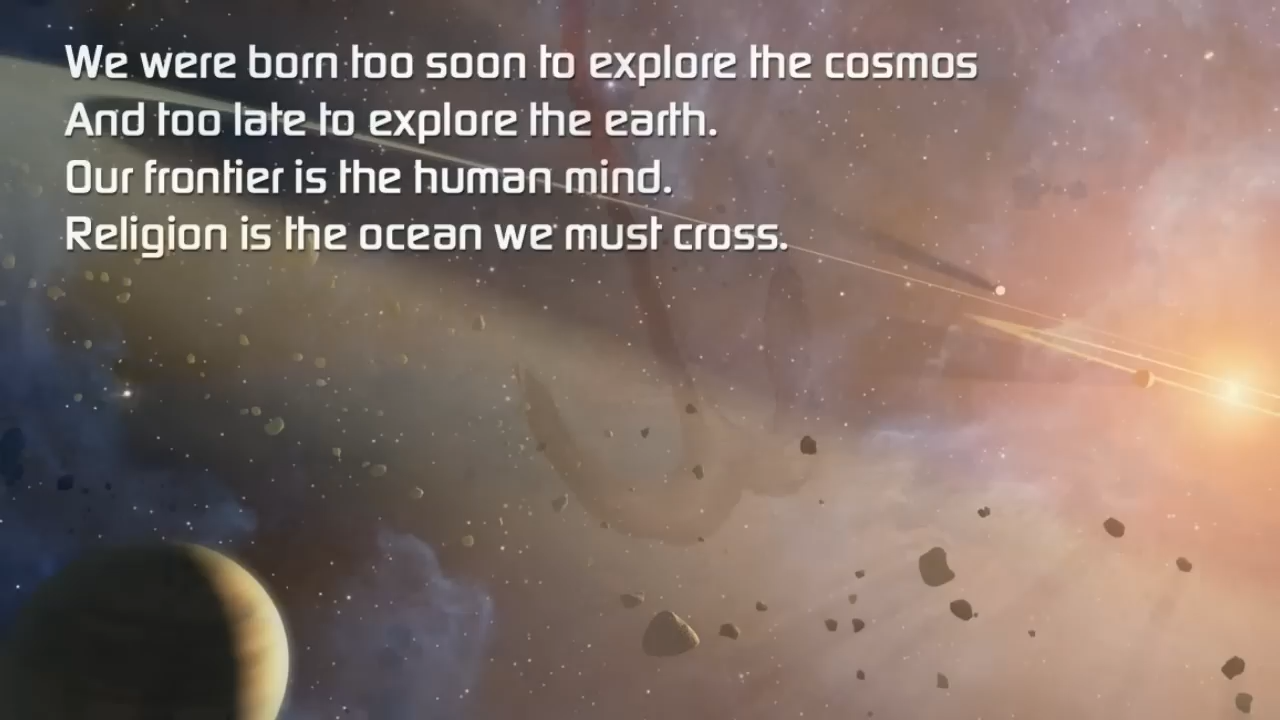 We were born too soon to explore the cosmos
And too late to explore the earth.
Our frontier is the human mind.
Religion is the ocean we must cross.